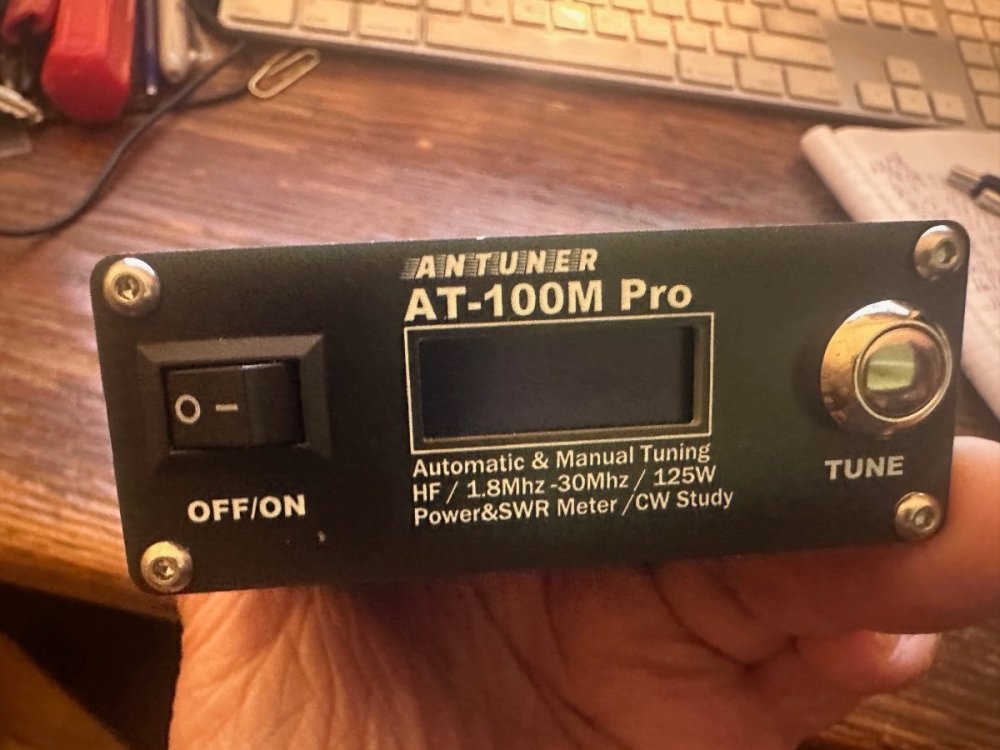 ANTUNER
AT-100M Pro
O –
Automatic & Manual Tuning
HF / 1.8Mhz -30Mhz / 125W
Power&SWR Meter /CW Study
OFF/ON
TUNE